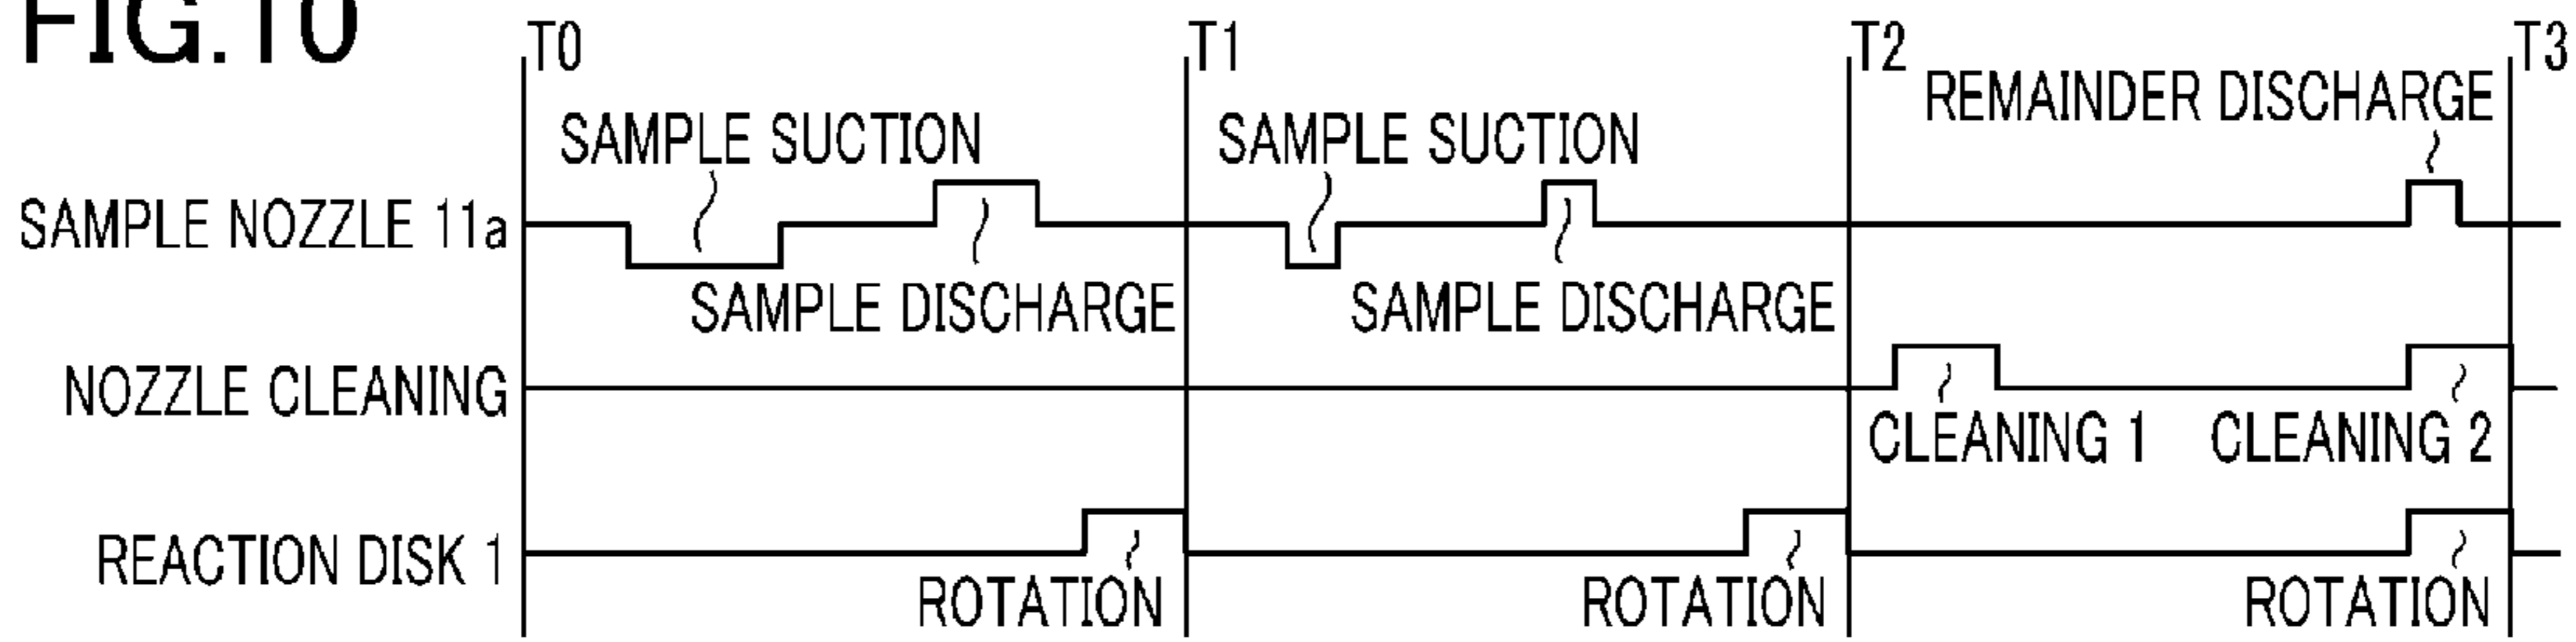 FIG.10
T0 T1 T2 T3
REMAINDER DISCHARGE
SAMPLE SUCTION SAMPLE SUCTION
SAMPLE NOZZLE 11a
SAMPLE DISCHARGE SAMPLE DISCHARGE
NOZZLE CLEANING
CLEANING 1 CLEANING 2
REACTION DISK 1
ROTATION ROTATION ROTATION